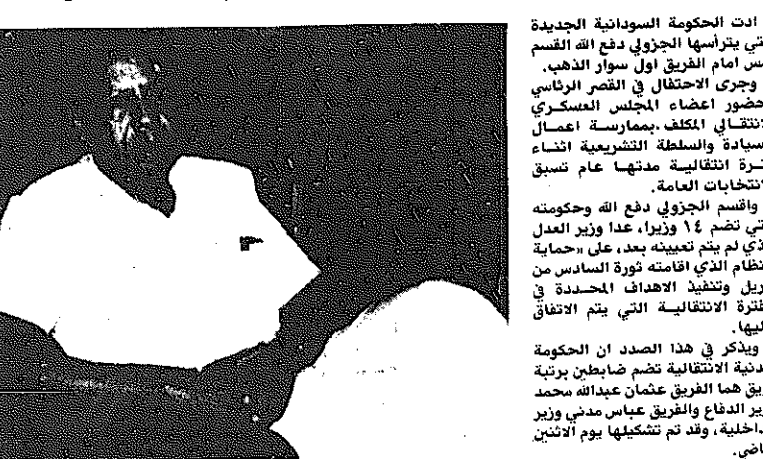 ادت الحكومة السودانية الجديدة
تي يترأسها الجزولي دفع الله القسم
س امام الفريق اول سوار الذهب.
وجرى الاحتفال في القصر الرئاسي
حضور اعضاء المجلس العسكري
لانتقالي المكلف .بممارسة اعمال
سيادة والسلطة التشريعية اثناء
ترة انتقالية مدتها عام تسبق
لانتخابات العامة.
واقسم الجزولي دفع الله وحكومته
تي تضم ١٤ وزيرا، عدا وزير العدل
ذي لم يتم تعيينه بعد، على «حماية
نظام الذي اقامته ثورة السادس من
ريل وتنفيذ الاهداف المحددة في
فترة الانتقالية التي يتم الاتفاق
ليها.
ويذكر في هذا الصدد ان الحكومة
دنية الانتقالية تضم ضابطين برتبة
يق هما الفريق عثمان عبدالله محمد
ير الدفاع والفريق عباس مدني وزير
داخلية، وقد تم تشكيلها يوم الاثنين
اضي.